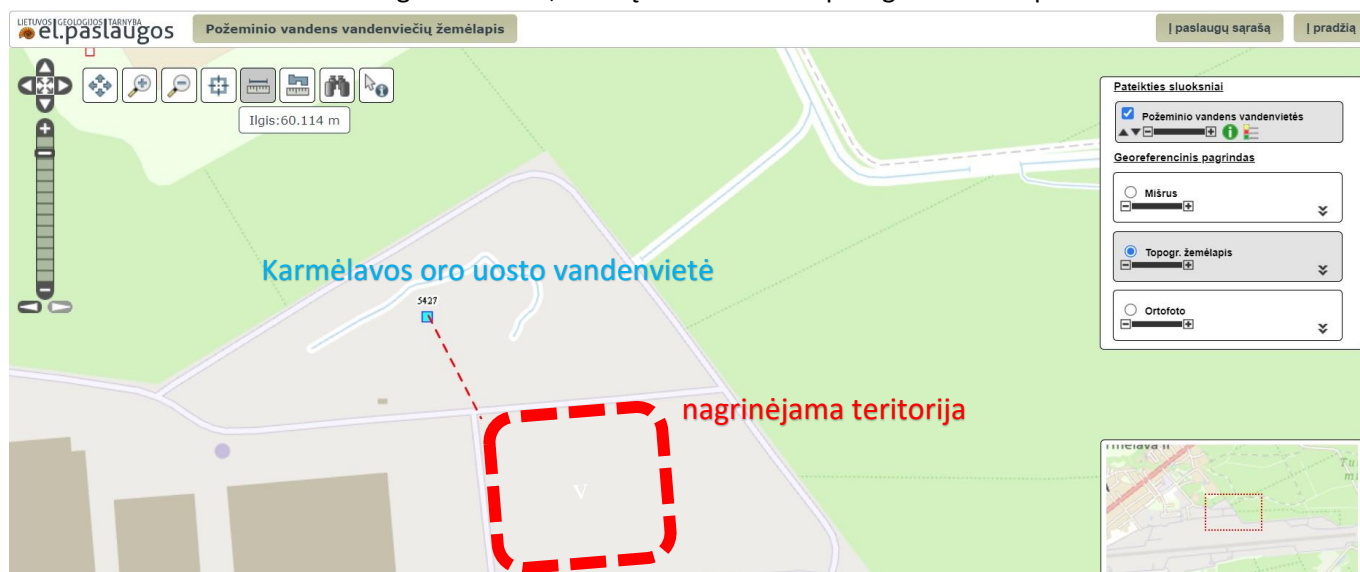 LIETUVOS GEOLOGIJOS TARNYBA
el.paslaugos
Požeminio vandens vandenviečių žemėlapis
Į paslaugų sąrašą
Į pradžią
Ilgis:60.114 m
Pateikties sluoksniai
Požeminio vandens vandenvietės
Georeferencinis pagrindas
Mišrus
Topogr. žemėlapis
Ortofoto
Karmėlavos oro uosto vandenvietė
5427
nagrinėjama teritorija
V